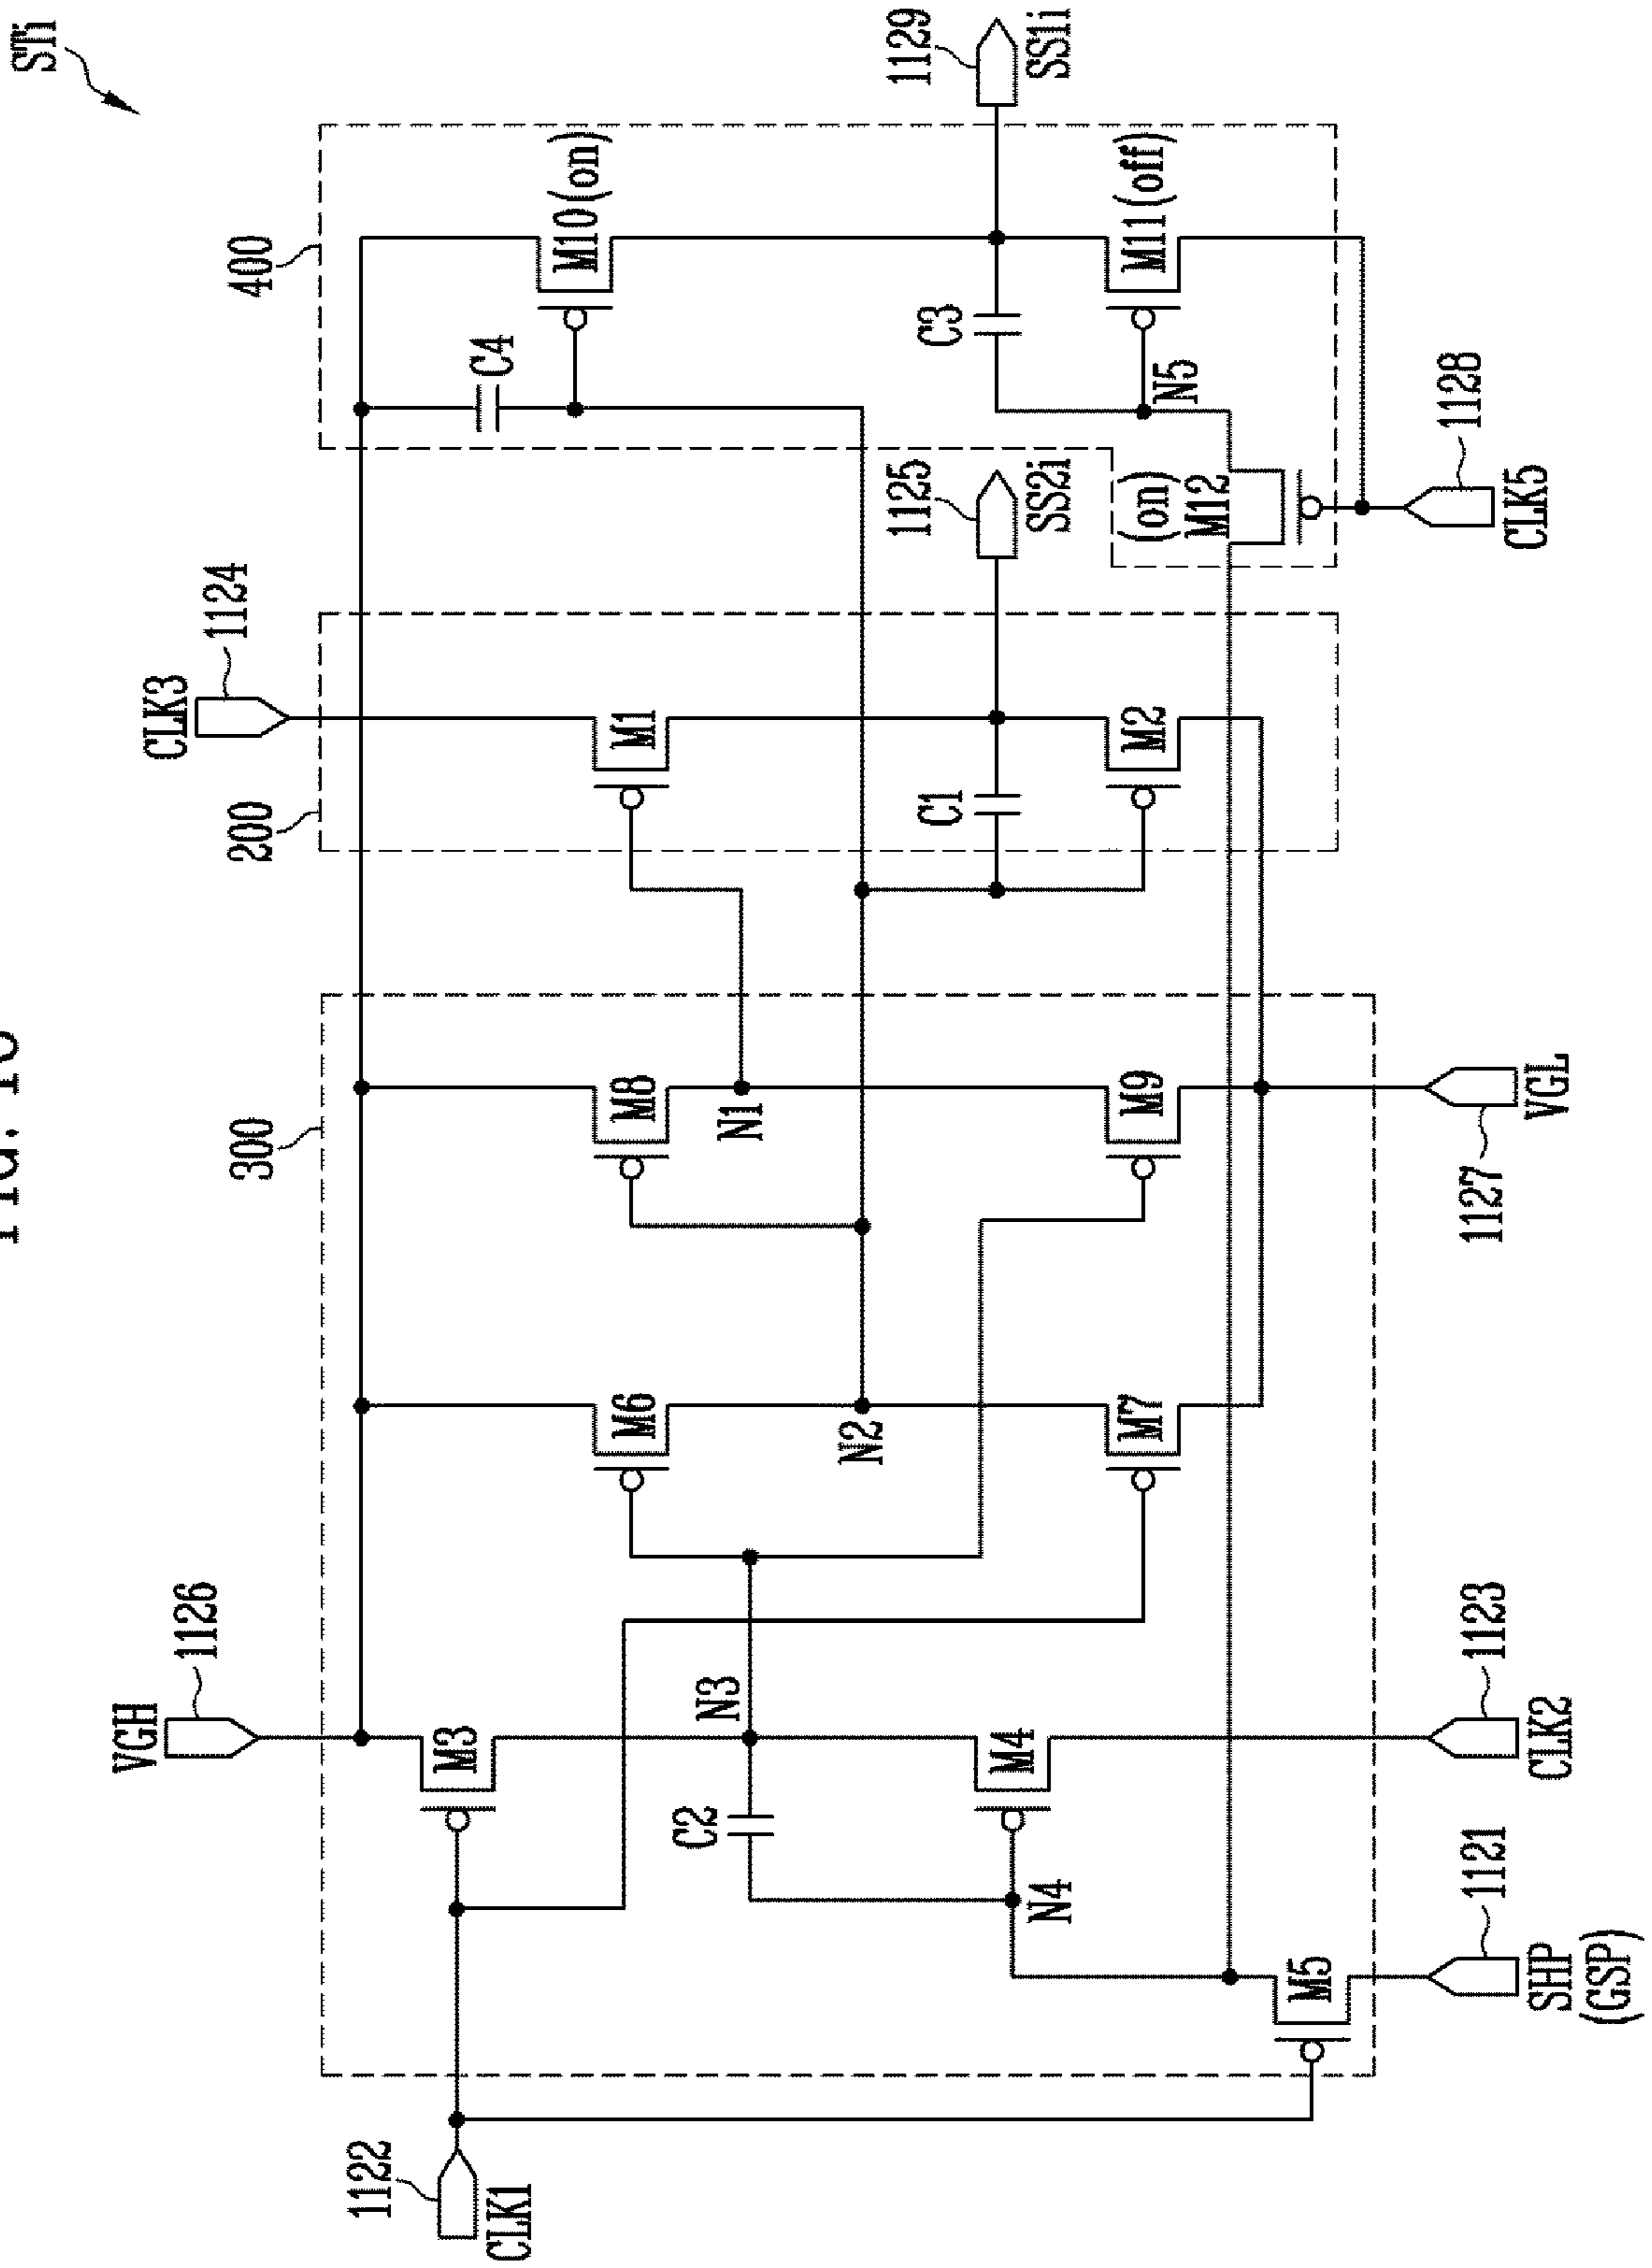 STi
400
M10(on)
C4
1129
SS1i
C3
M11(off)
N5
1128
CLK5
(on)
M12
1125
SS2i
1124
CLK3
200
M1
C1
M2
300
M8
N1
M9
VGL
1127
M6
N2
M7
VGH
1126
M3
N3
C2
M4
N4
1123
CLK2
1121
SHP
(GSP)
M5
1122
CLK1